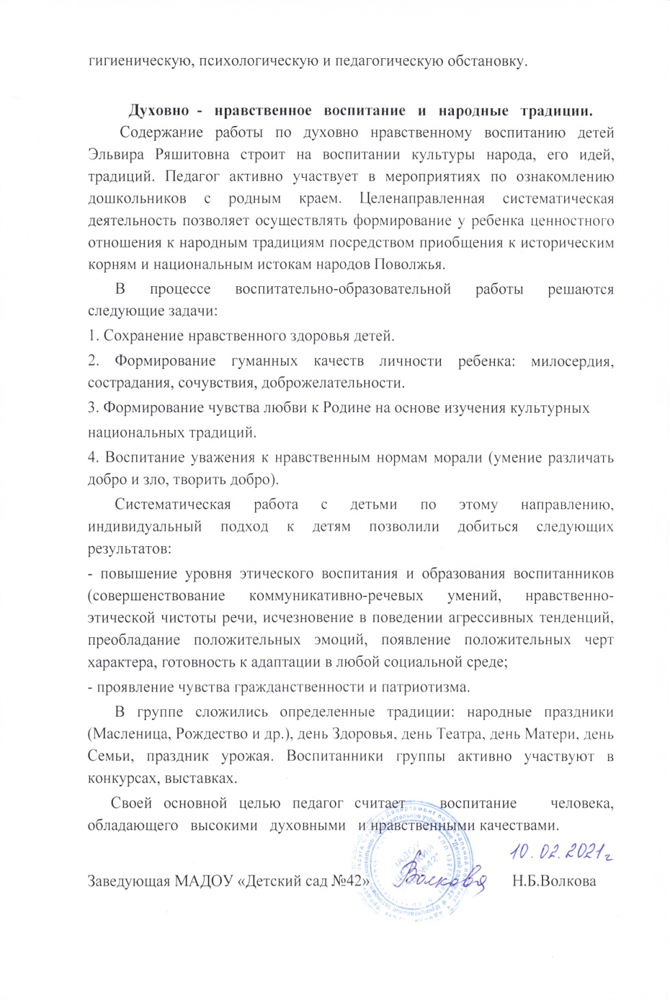 гигиеническую, психологическую и педагогическую обстановку.
Духовно - нравственное воспитание и народные традиции.
Содержание работы по духовно нравственному воспитанию детей
Эльвира Ряшитовна строит на воспитании культуры народа, его идей,
традиций. Педагог активно участвует в мероприятиях по ознакомлению
дошкольников с родным краем. Целенаправленная систематическая
деятельность позволяет осуществлять формирование у ребенка ценностного
отношения к народным традициям посредством приобщения к историческим
корням и национальным истокам народов Поволжья.
В процессе воспитательно-образовательной работы решаются
следующие задачи:
1. Сохранение нравственного здоровья детей.
2. Формирование гуманных качеств личности ребенка: милосердия,
сострадания, сочувствия, доброжелательности.
3. Формирование чувства любви к Родине на основе изучения культурных
национальных традиций.
4. Воспитание уважения к нравственным нормам морали (умение различать
добро и зло, творить добро).
Систематическая работа с детьми по этому направлению,
индивидуальный подход к детям позволили добиться следующих
результатов:
- повышение уровня этического воспитания и образования воспитанников
(совершенствование коммуникативно-речевых умений, нравственно-
этической чистоты речи, исчезновение в поведении агрессивных тенденций,
преобладание положительных эмоций, появление положительных черт
характера, готовность к адаптации в любой социальной среде;
- проявление чувства гражданственности и патриотизма.
В группе сложились определенные традиции: народные праздники
(Масленица, Рождество и др.), день Здоровья, день Театра, день Матери, день
Семьи, праздник урожая. Воспитанники группы активно участвуют в
конкурсах, выставках.
Своей основной целью педагог считает воспитание человека,
обладающего высокими духовными и нравственными качествами.
10.02.2021г
Заведующая МАДОУ «Детский сад №42» Волкова Н.Б.Волкова